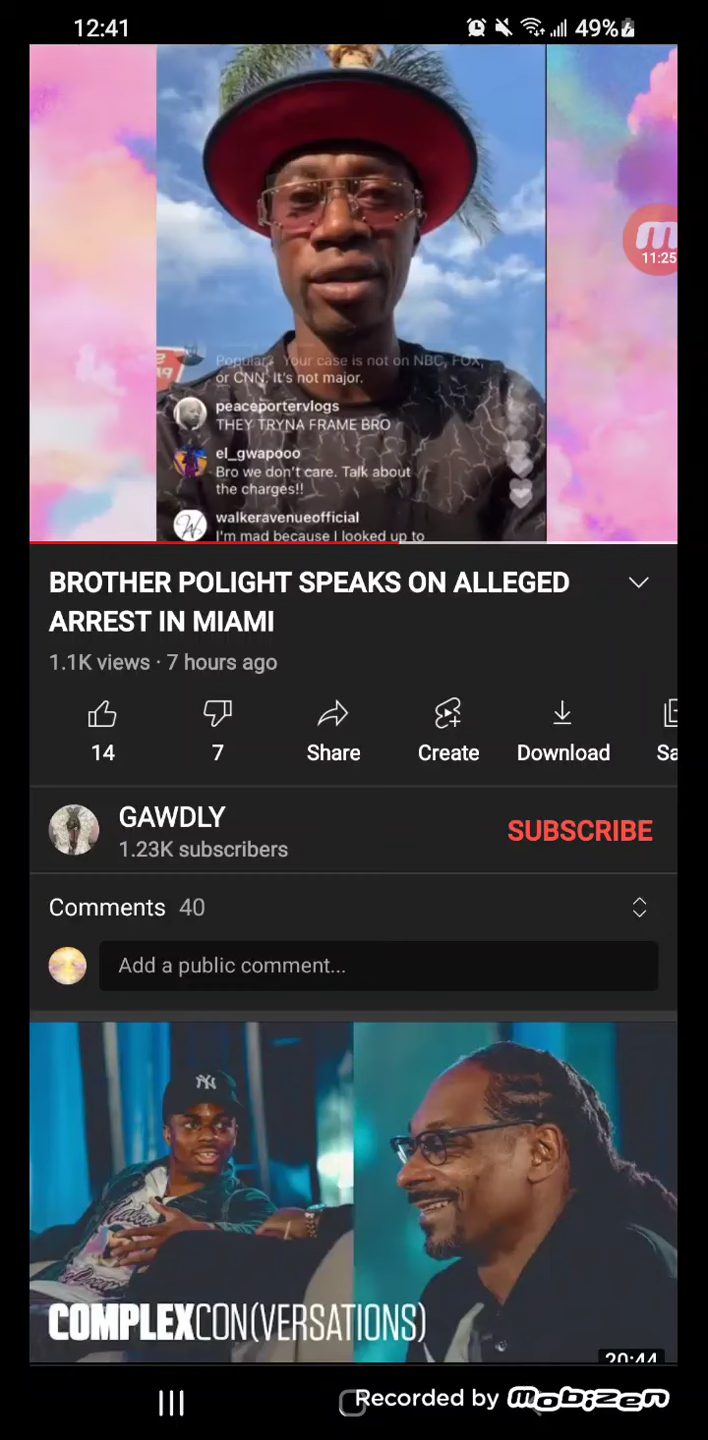 12:41
49%
11:25
Popular? Your case is not on NBC, FOX,
or CNN, It's not major.
peaceportervlogs
THEY TRYNA FRAME BRO
el_gwapooo
Bro we don't care. Talk about
the charges!!
walkeravenueofficial
I'm mad because I looked up to
BROTHER POLIGHT SPEAKS ON ALLEGED
ARREST IN MIAMI
1.1K views · 7 hours ago
14
7
Share
Create
Download
Sa
GAWDLY
1.23K subscribers
SUBSCRIBE
Comments 40
Add a public comment...
NY
COMPLEXCON(VERSATIONS)
20:44
Recorded by mobizen